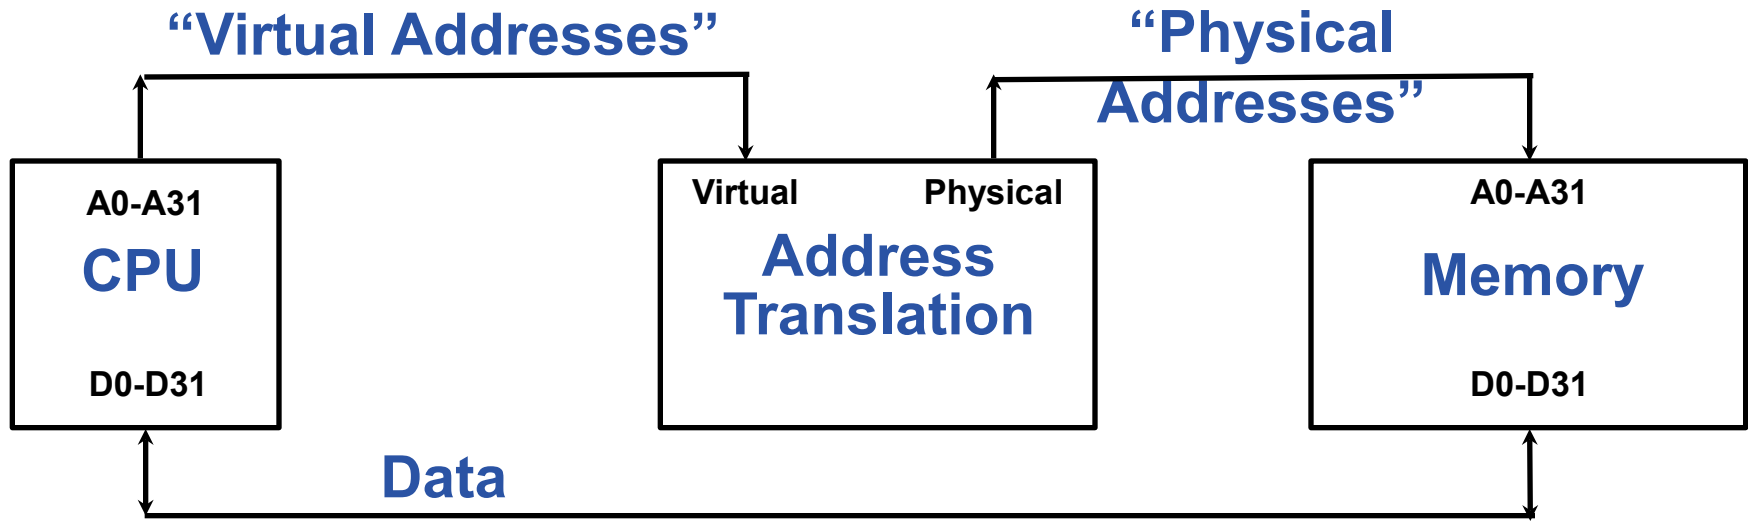 “Virtual Addresses”
“Physical
Addresses”
A0-A31
CPU
D0-D31
Virtual
Physical
Address
Translation
A0-A31
Memory
D0-D31
Data